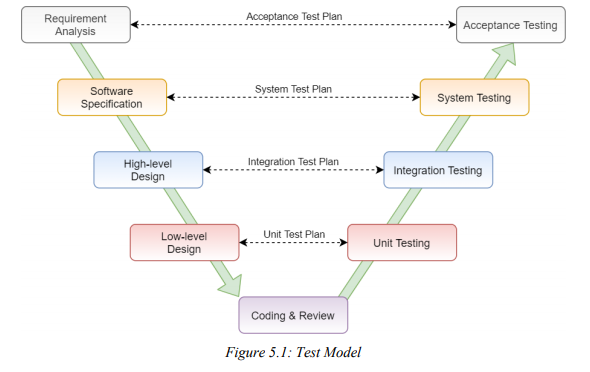 Requirement
Analysis
Acceptance Test Plan
Acceptance Testing
Software
Specification
System Test Plan
System Testing
High-level
Design
Integration Test Plan
Integration Testing
Low-level
Design
Unit Test Plan
Unit Testing
Coding & Review
Figure 5.1: Test Model